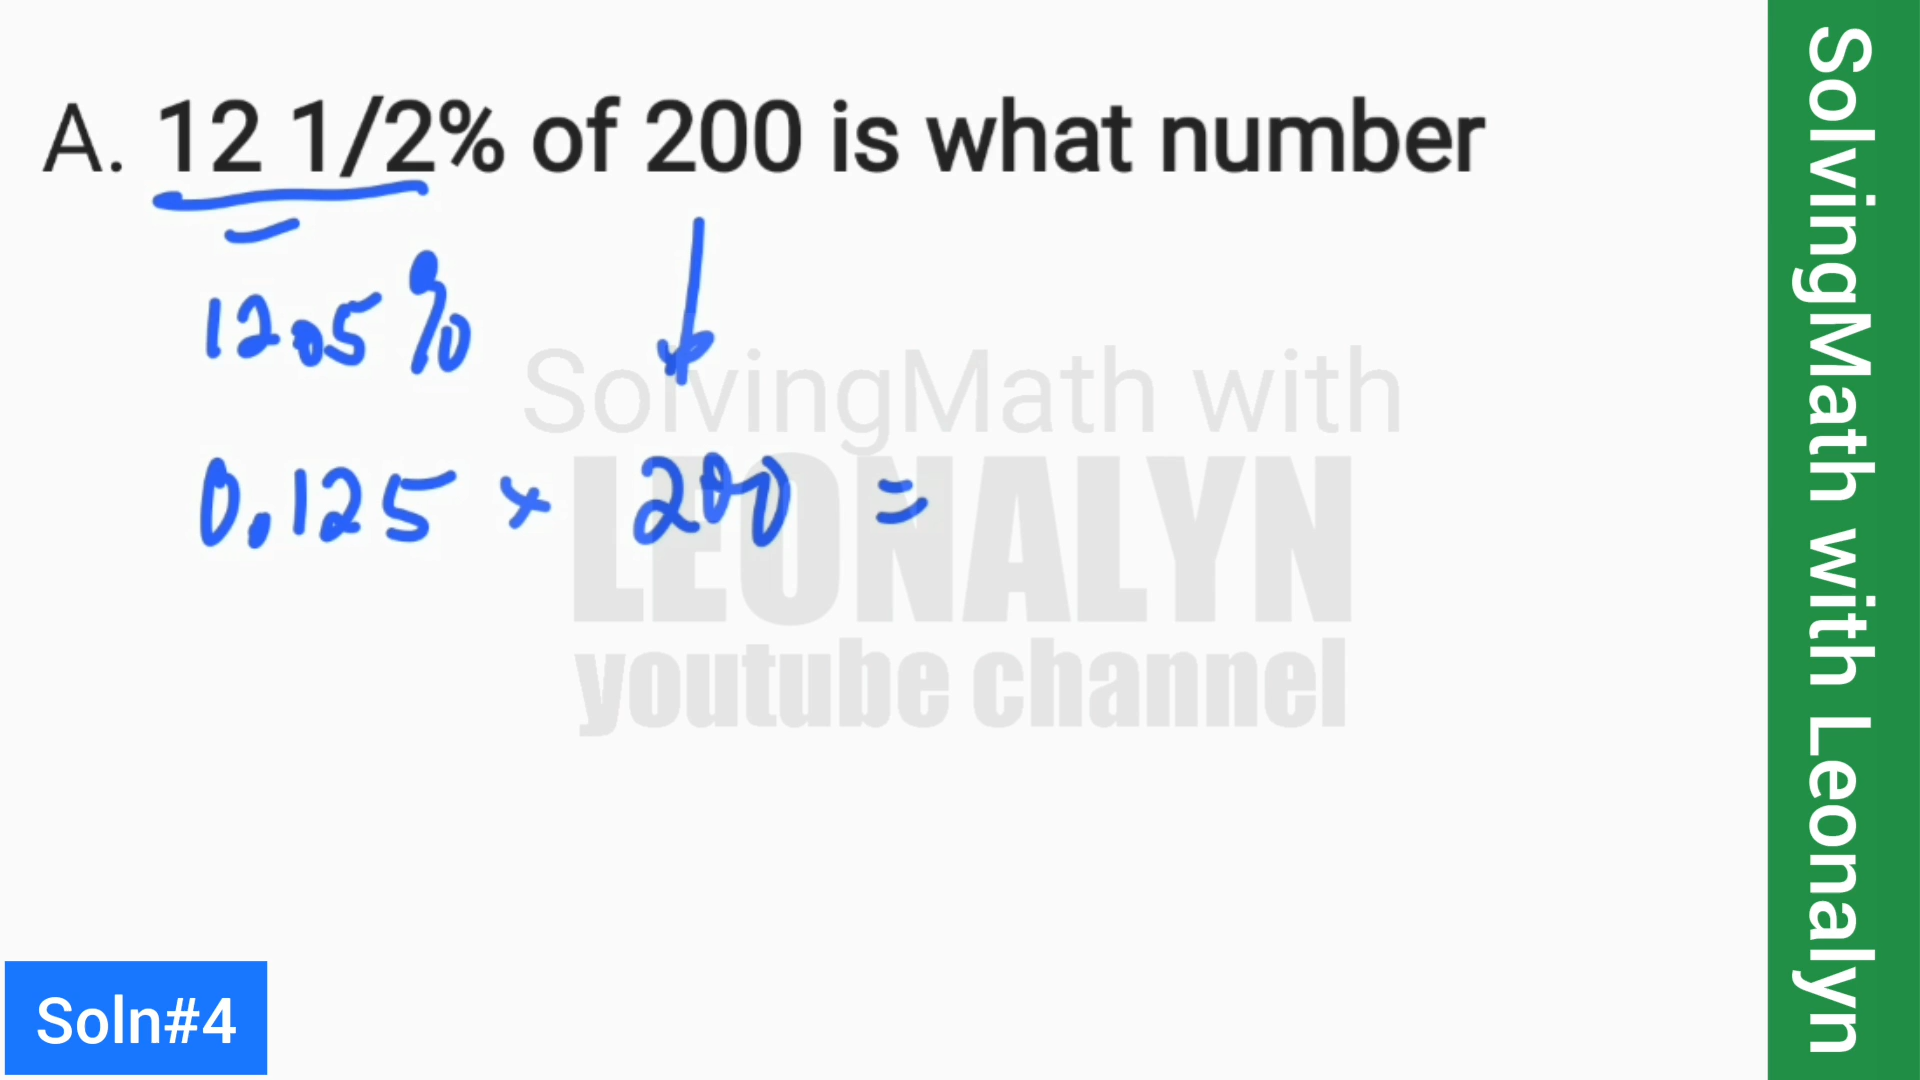 A. 12 1/2% of 200 is what number
12.5%
0.125 × 200 =
SolvingMath with
LEONALYN
youtube channel
Soln#4
SolvingMath with Leonalyn